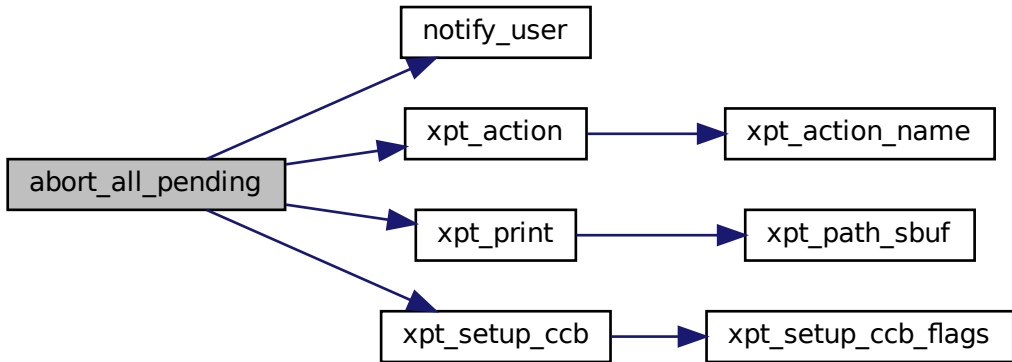 notify_user
xpt_action
xpt_action_name
abort_all_pending
xpt_print
xpt_path_sbuf
xpt_setup_ccb
xpt_setup_ccb_flags